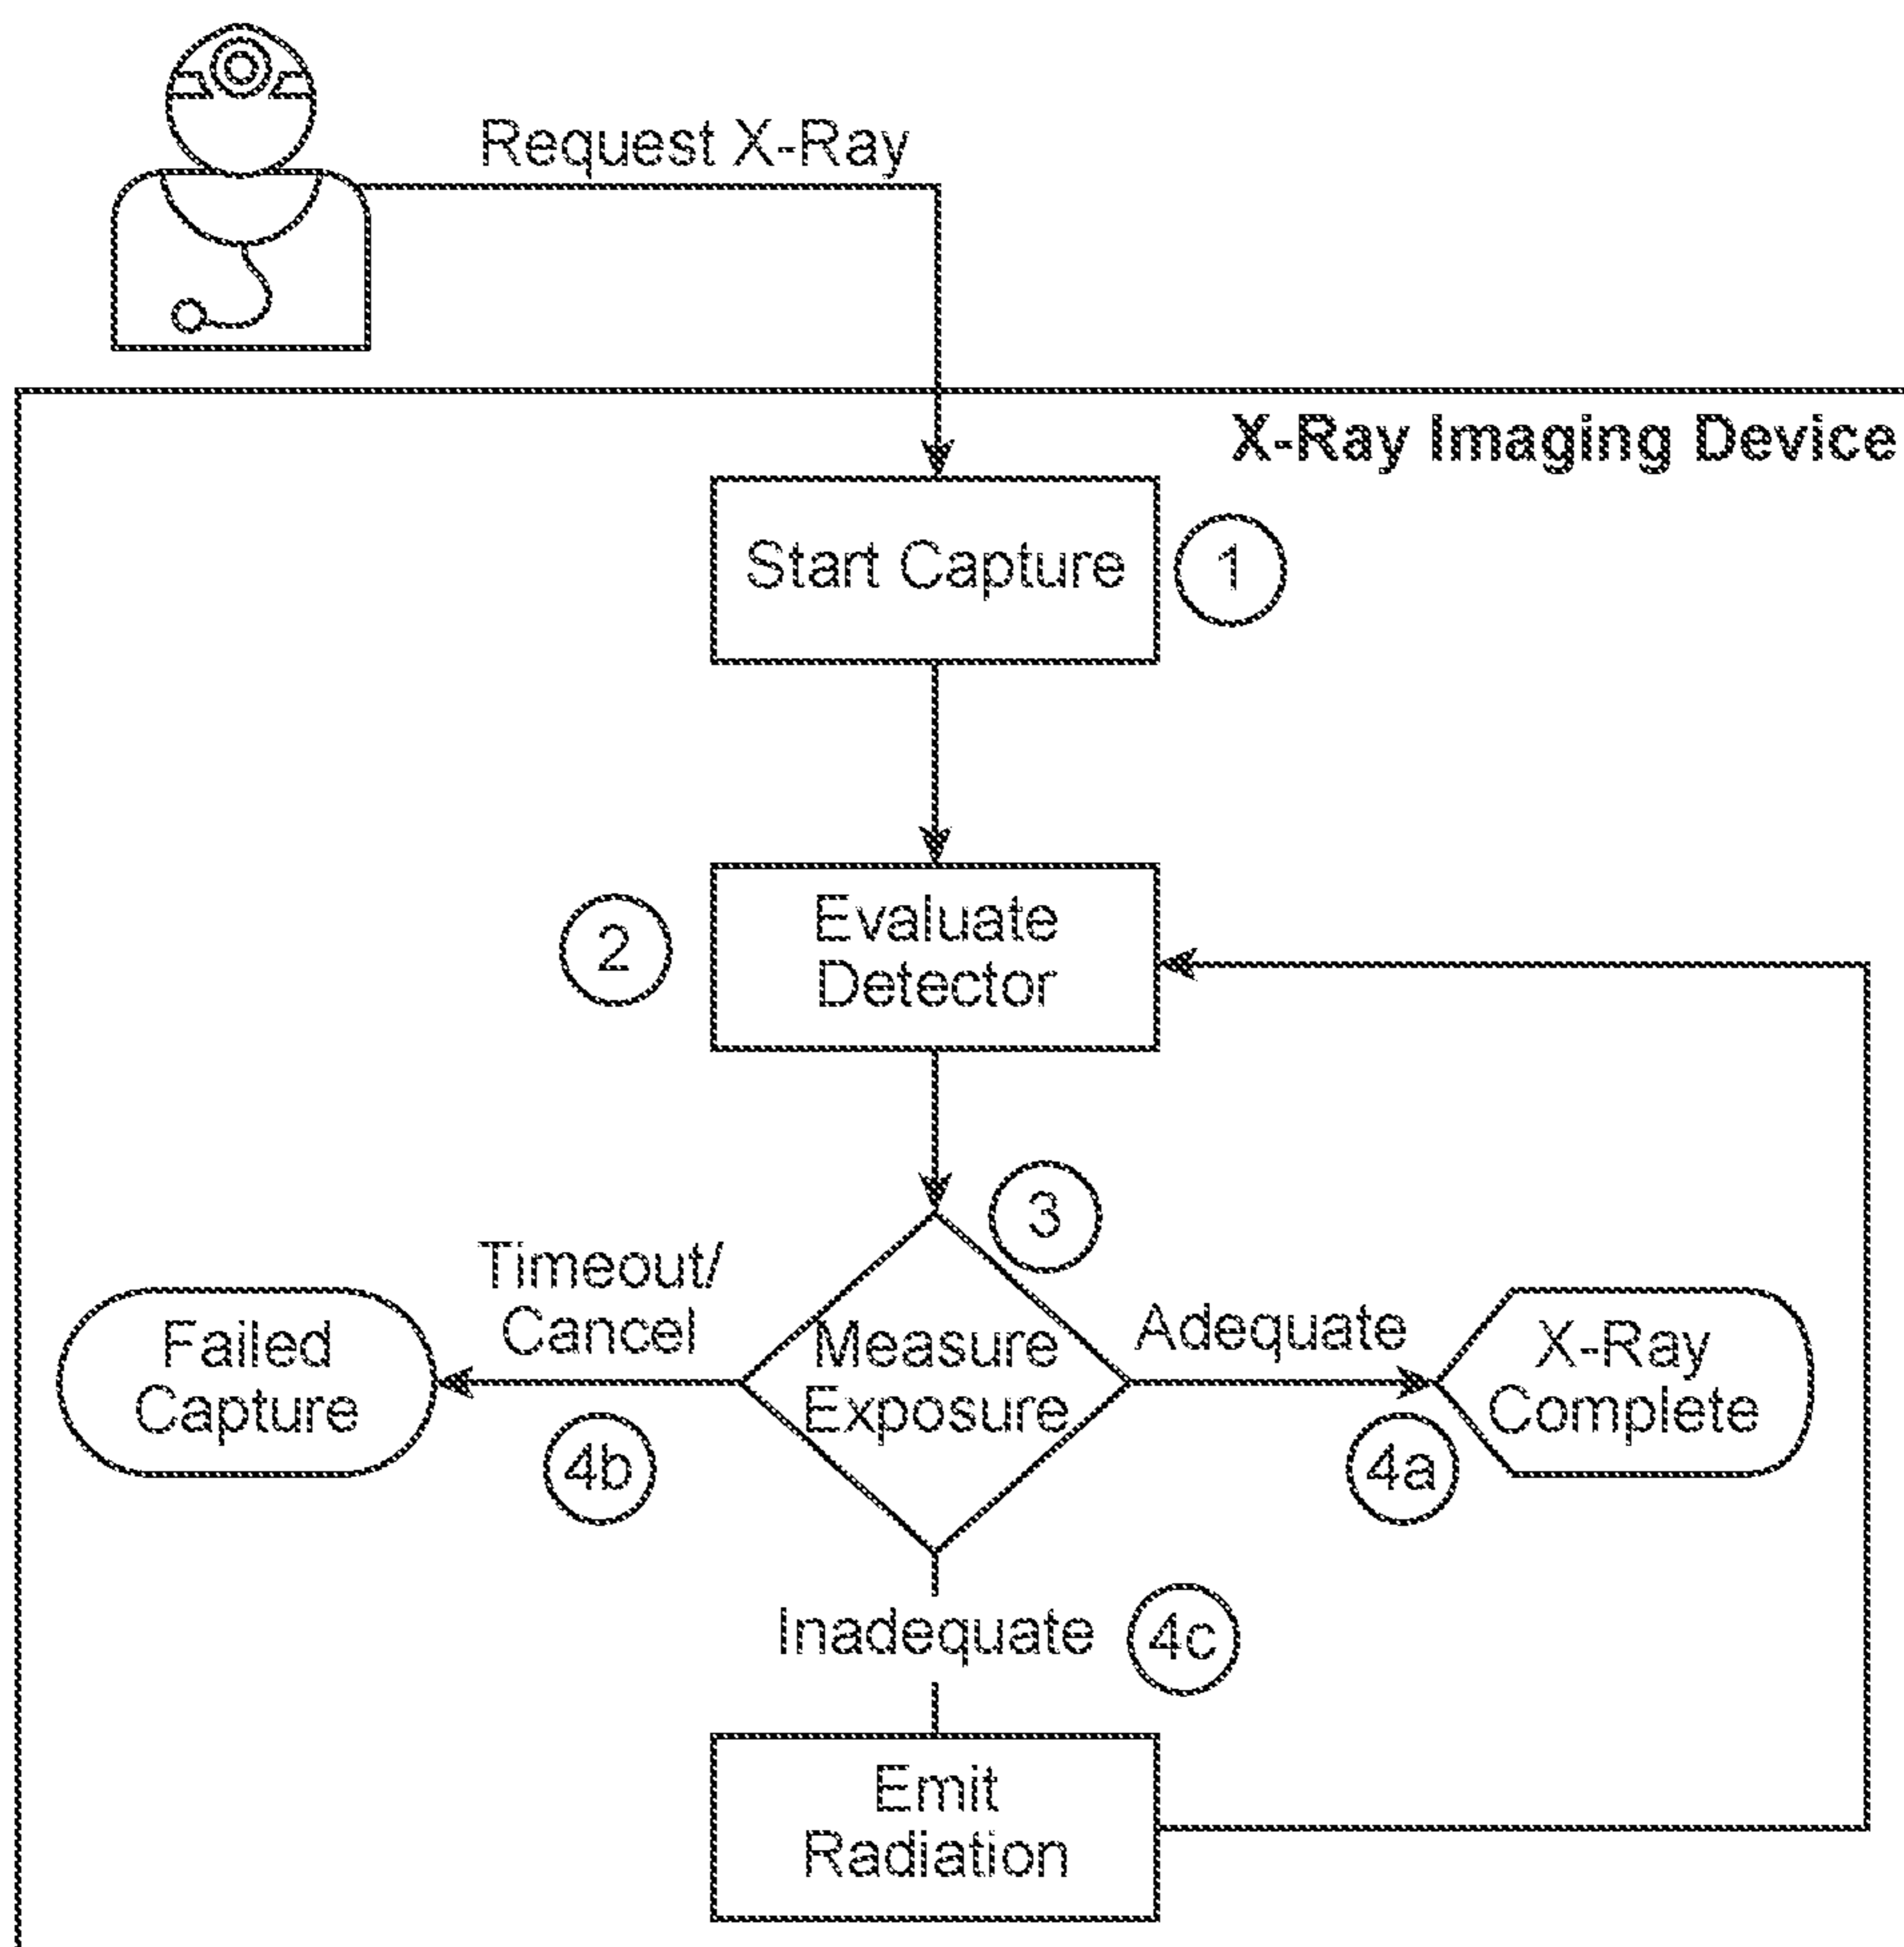 Request X-Ray
X-Ray Imaging Device
Start Capture
1
2
Evaluate
Detector
3
Timeout/
Cancel
Failed
Capture
4b
Measure
Exposure
Adequate
4a
X-Ray
Complete
Inadequate
4c
Emit
Radiation